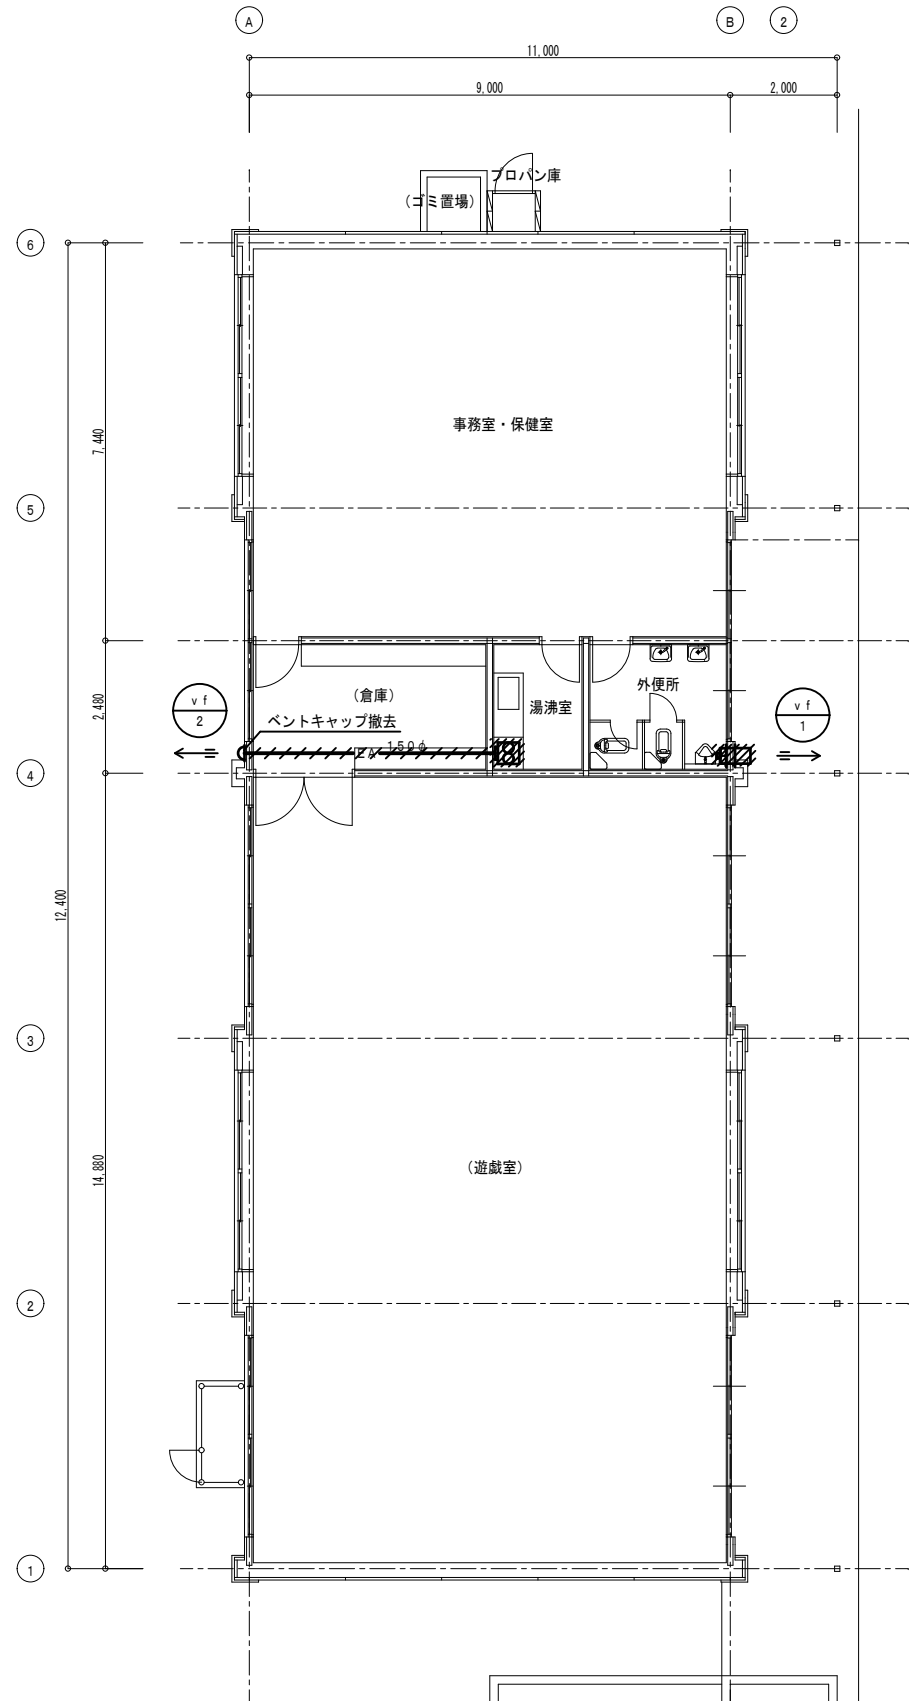 A
B
2
11,000
9,000
2,000
プロパン庫
(ゴミ置場)
6
事務室・保健室
7,440
5
(倉庫)
外便所
湯沸室
2,480
vf
2
ベントキャップ撤去
vf
1
EA 150φ
4
12,400
3
14,880
(遊戯室)
2
1